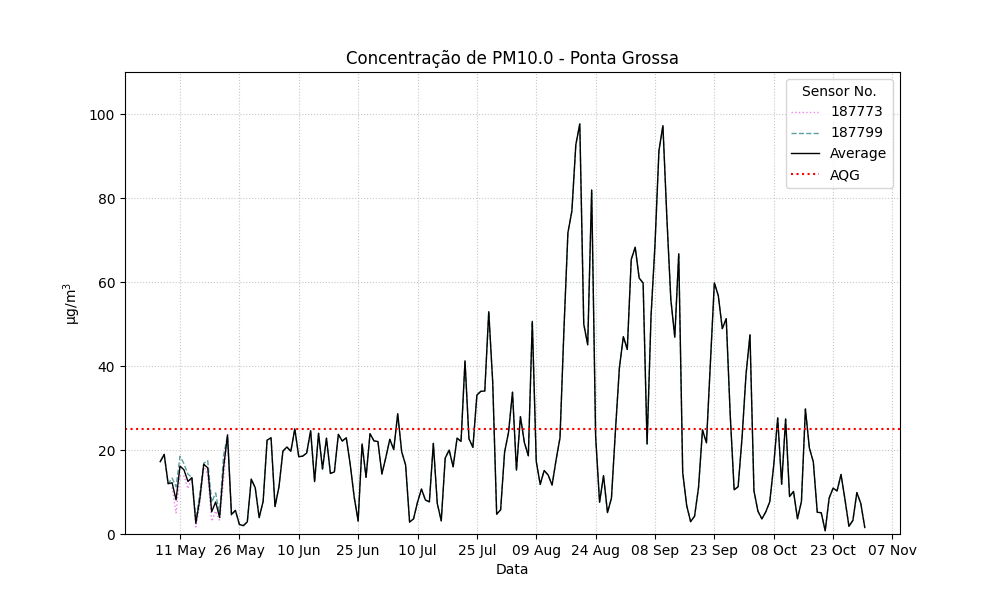 Concentração de PM10.0 - Ponta Grossa
Sensor No.
187773
187799
Average
AQG
100
80
60
40
20
0
µg/m³
11 May 26 May 10 Jun 25 Jun 10 Jul 25 Jul 09 Aug 24 Aug 08 Sep 23 Sep 08 Oct 23 Oct 07 Nov
Data